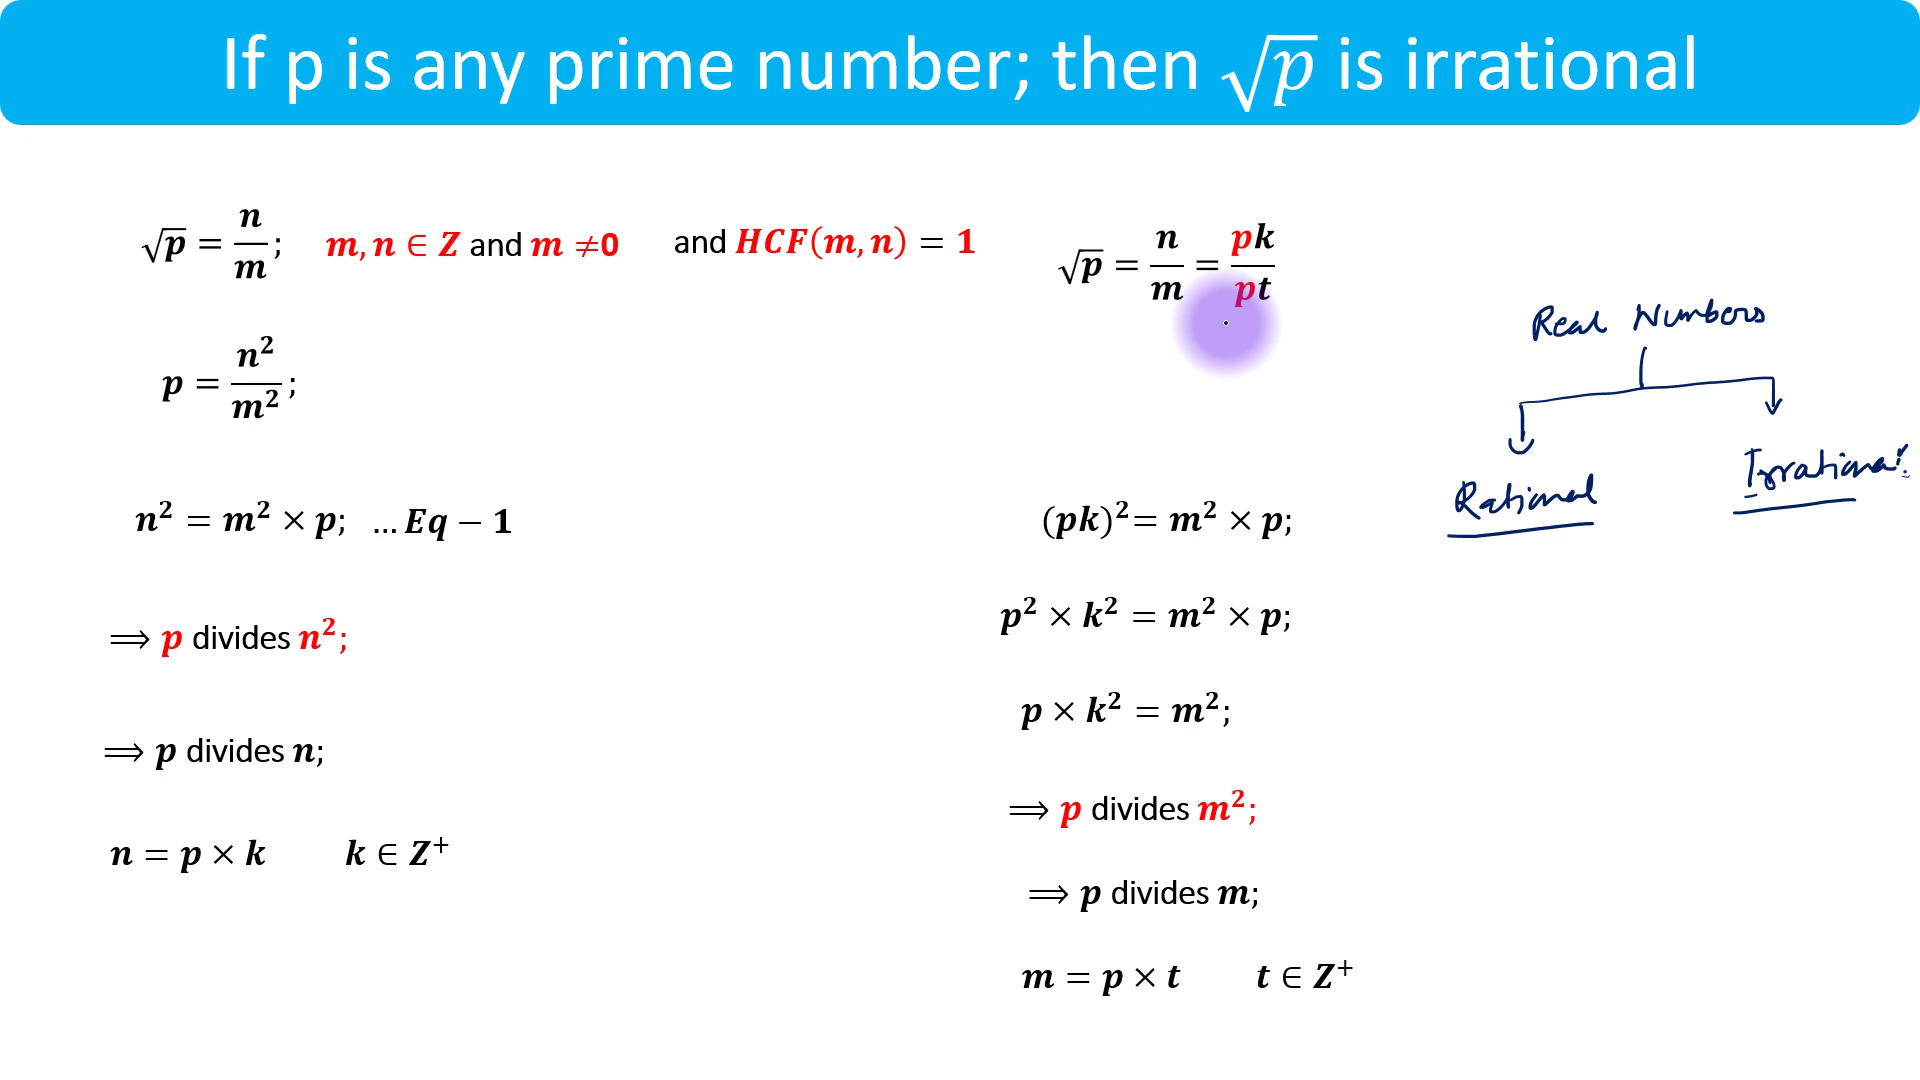 If p is any prime number; then √p is irrational
√p = n/m; m, n ∈ Z and m ≠0 and HCF(m, n) = 1
p = n²/m²;
n² = m² × p; ... Eq − 1
⟹ p divides n²;
⟹ p divides n;
n = p × k k ∈ Z⁺
√p = n/m = pk/pt
(pk)²= m² × p;
p² × k² = m² × p;
p × k² = m²;
⟹ p divides m²;
⟹ p divides m;
m = p × t t ∈ Z⁺
Real Numbers
Rational
Irrational